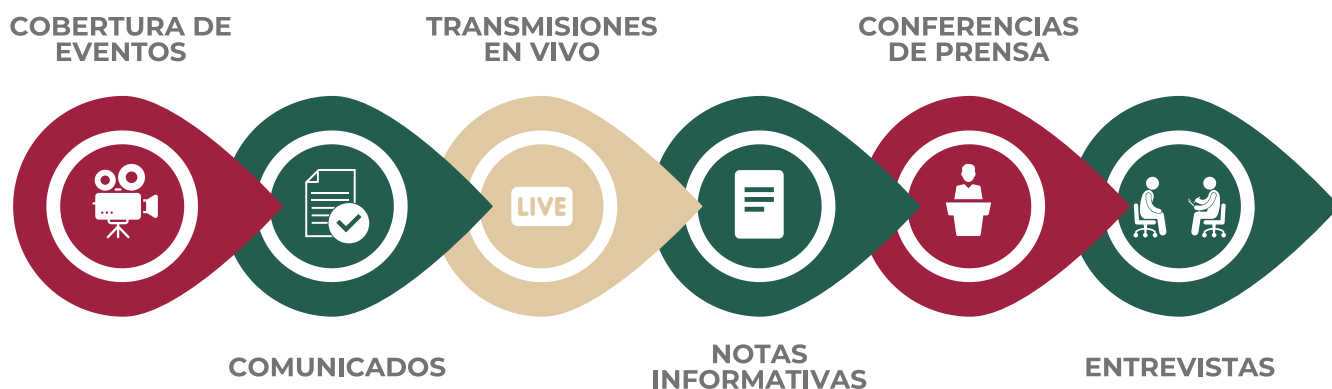 COBERTURA DE
EVENTOS
TRANSMISIONES
EN VIVO
CONFERENCIAS
DE PRENSA
LIVE
COMUNICADOS
NOTAS
INFORMATIVAS
ENTREVISTAS